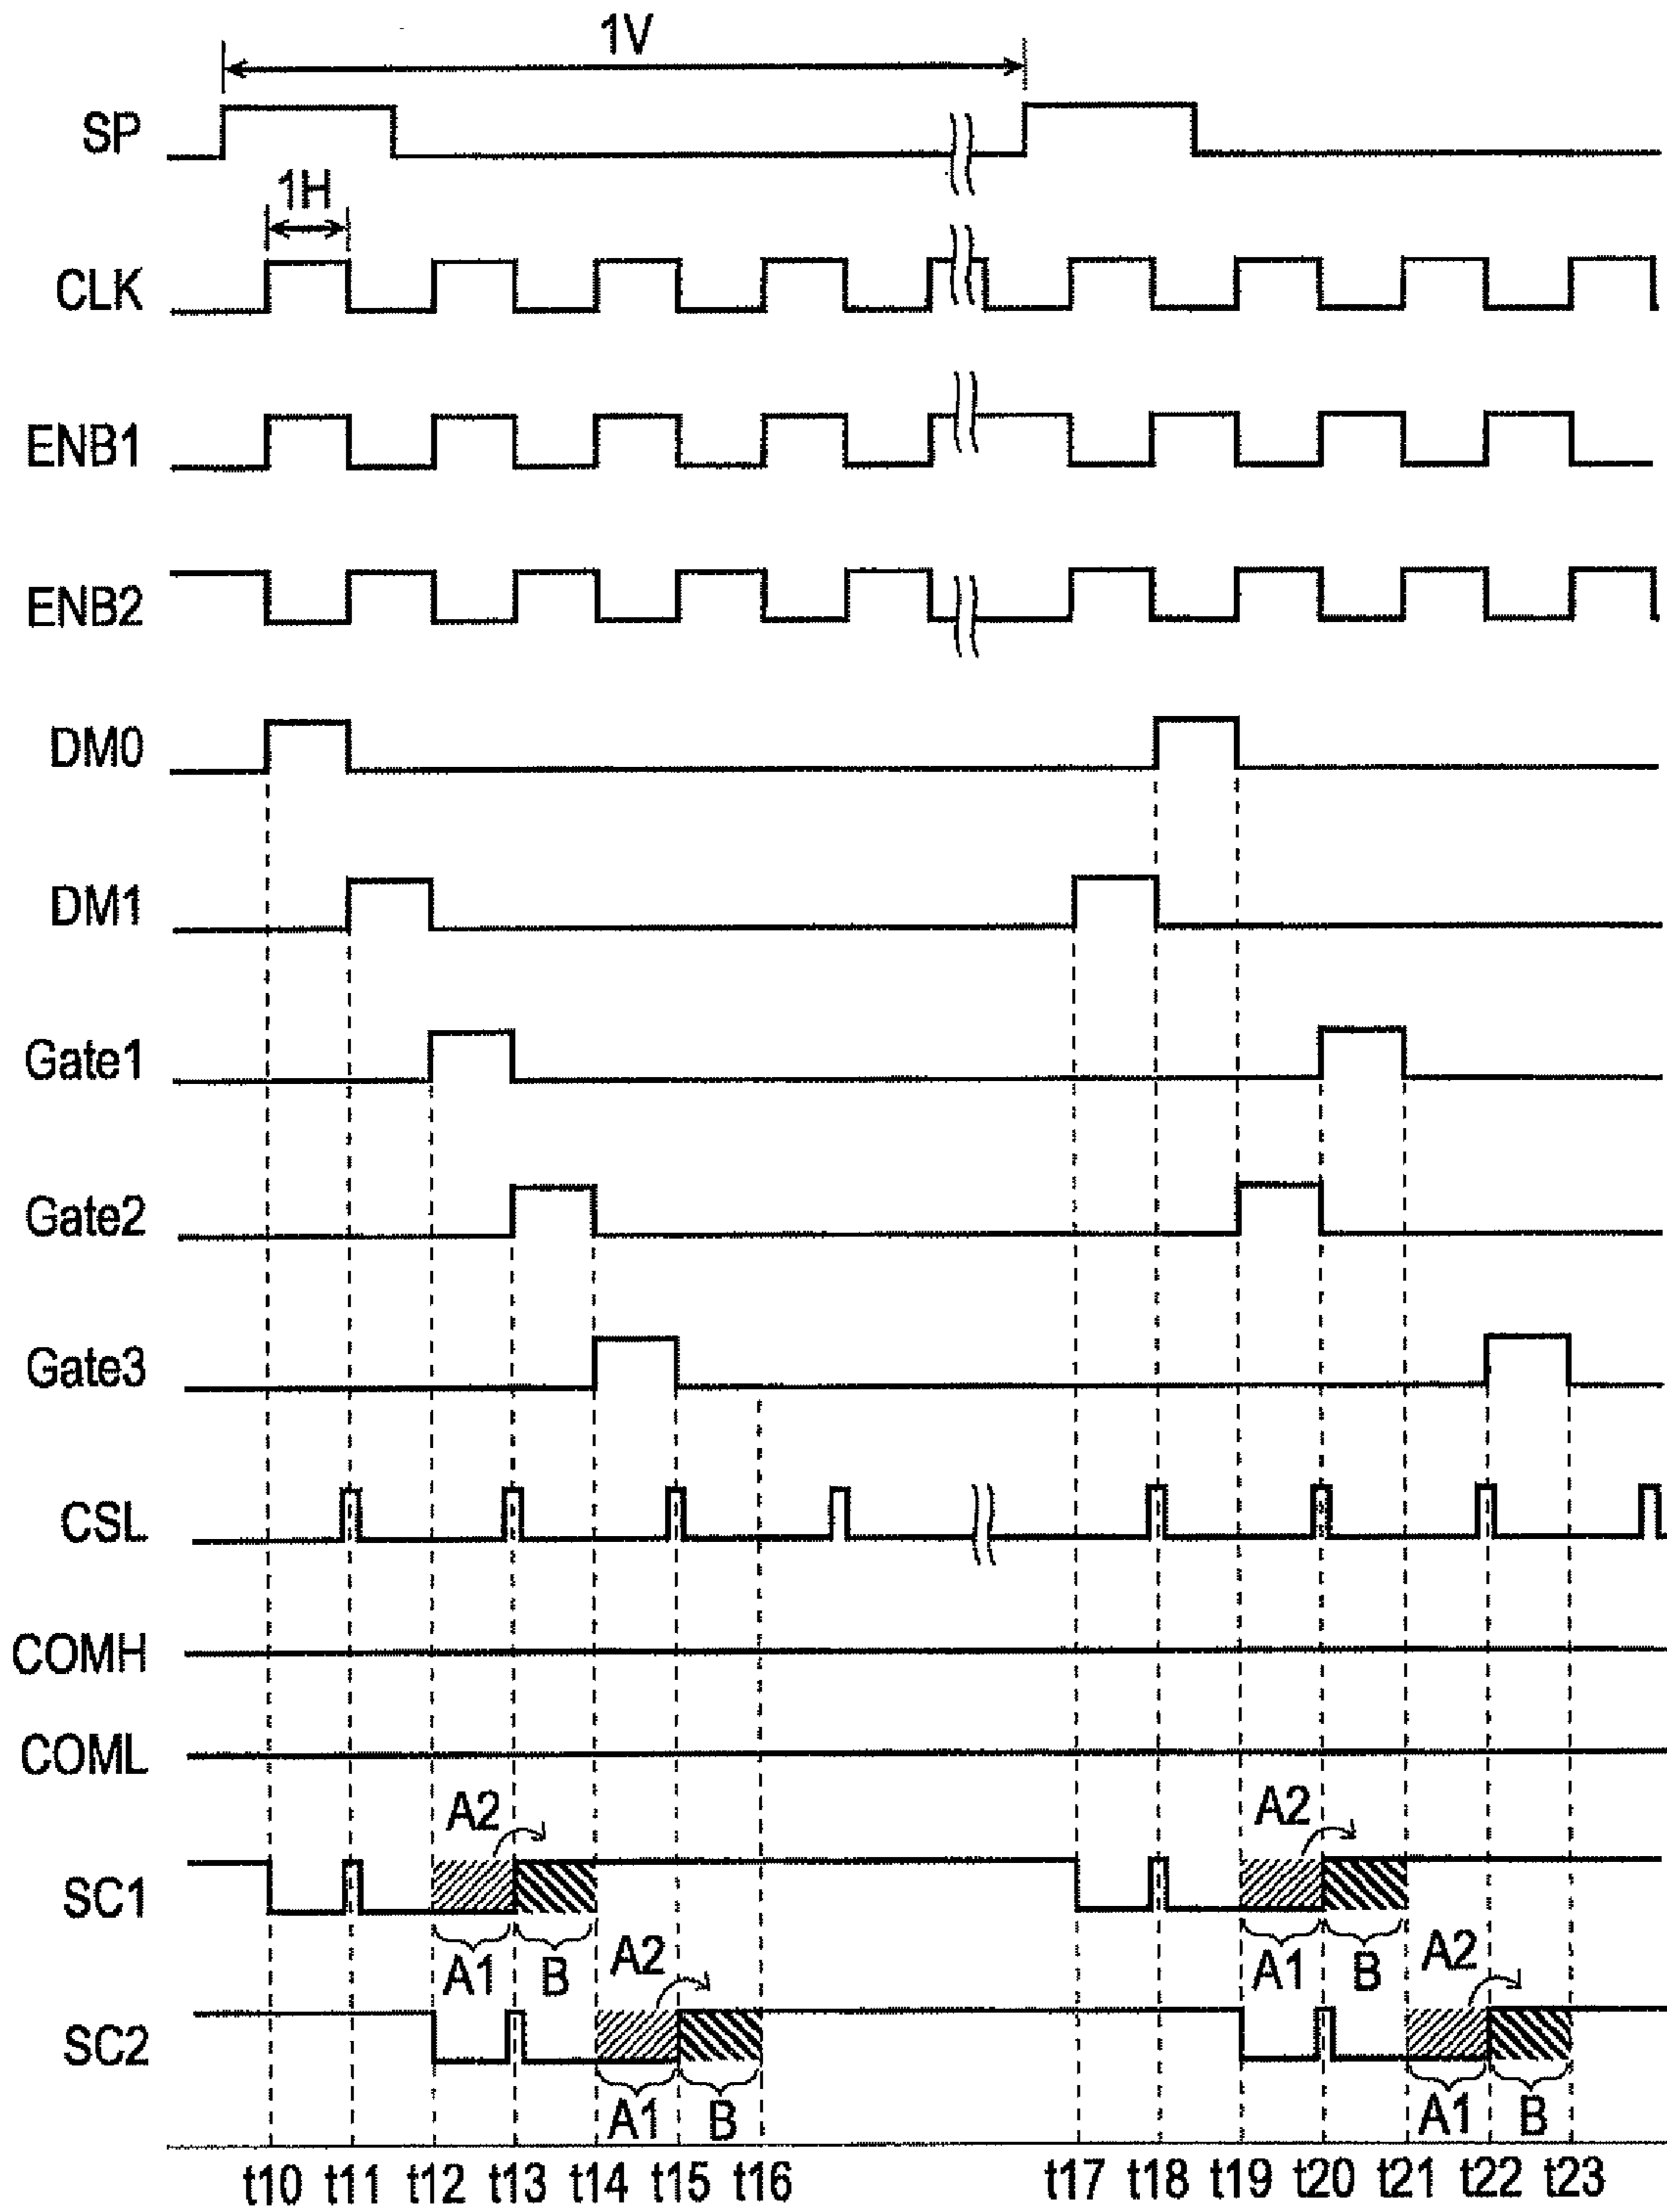 1V
SP
1H
CLK
ENB1
ENB2
DM0
DM1
Gate1
Gate2
Gate3
CSL
COMH
COML
A2 A2
SC1
A1 B A2 A1 B A2
SC2
A1 B A1 B
t10 t11 t12 t13 t14 t15 t16 t17 t18 t19 t20 t21 t22 t23